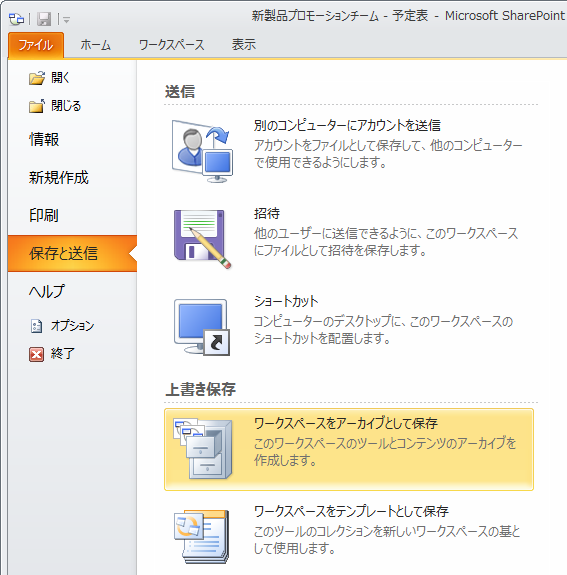 新製品プロモーションチーム - 予定表 - Microsoft SharePoint
ファイル ホーム ワークスペース 表示
開く
閉じる
情報
新規作成
印刷
保存と送信
ヘルプ
オプション
終了
送信
別のコンピューターにアカウントを送信
アカウントをファイルとして保存して、他のコンピューター
で使用できるようにします。
招待
他のユーザーに送信できるように、このワークスペース
にファイルとして招待を保存します。
ショートカット
コンピューターのデスクトップに、このワークスペースの
ショートカットを配置します。
上書き保存
ワークスペースをアーカイブとして保存
このワークスペースのツールとコンテンツのアーカイブを
作成します。
ワークスペースをテンプレートとして保存
このツールのコレクションを新しいワークスペースの基と
して使用します。